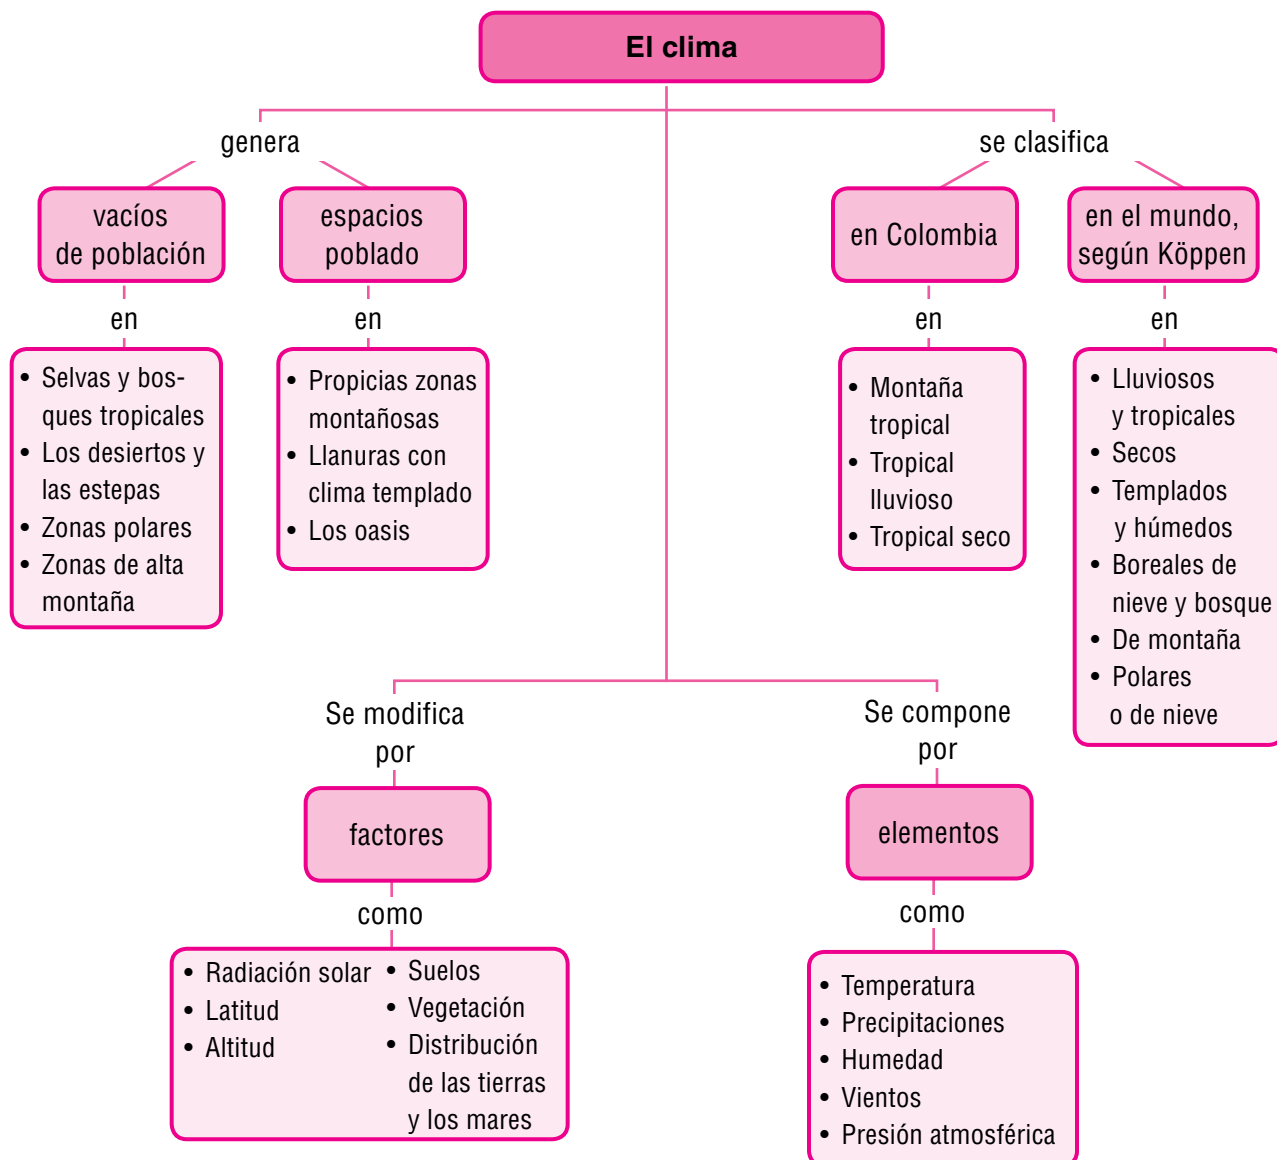 El clima
genera
vacíos
de población
en
• Selvas y bos-
ques tropicales
• Los desiertos y
las estepas
• Zonas polares
• Zonas de alta
montaña
espacios
poblado
en
• Propicias zonas
montañosas
• Llanuras con
clima templado
• Los oasis
se clasifica
en Colombia
en
• Montaña
tropical
• Tropical
lluvioso
• Tropical seco
en el mundo,
según Köppen
en
• Lluviosos
y tropicales
• Secos
• Templados
y húmedos
• Boreales de
nieve y bosque
• De montaña
• Polares
o de nieve
Se modifica
por
factores
como
• Radiación solar
• Latitud
• Altitud
• Suelos
• Vegetación
• Distribución
de las tierras
y los mares
Se compone
por
elementos
como
• Temperatura
• Precipitaciones
• Humedad
• Vientos
• Presión atmosférica